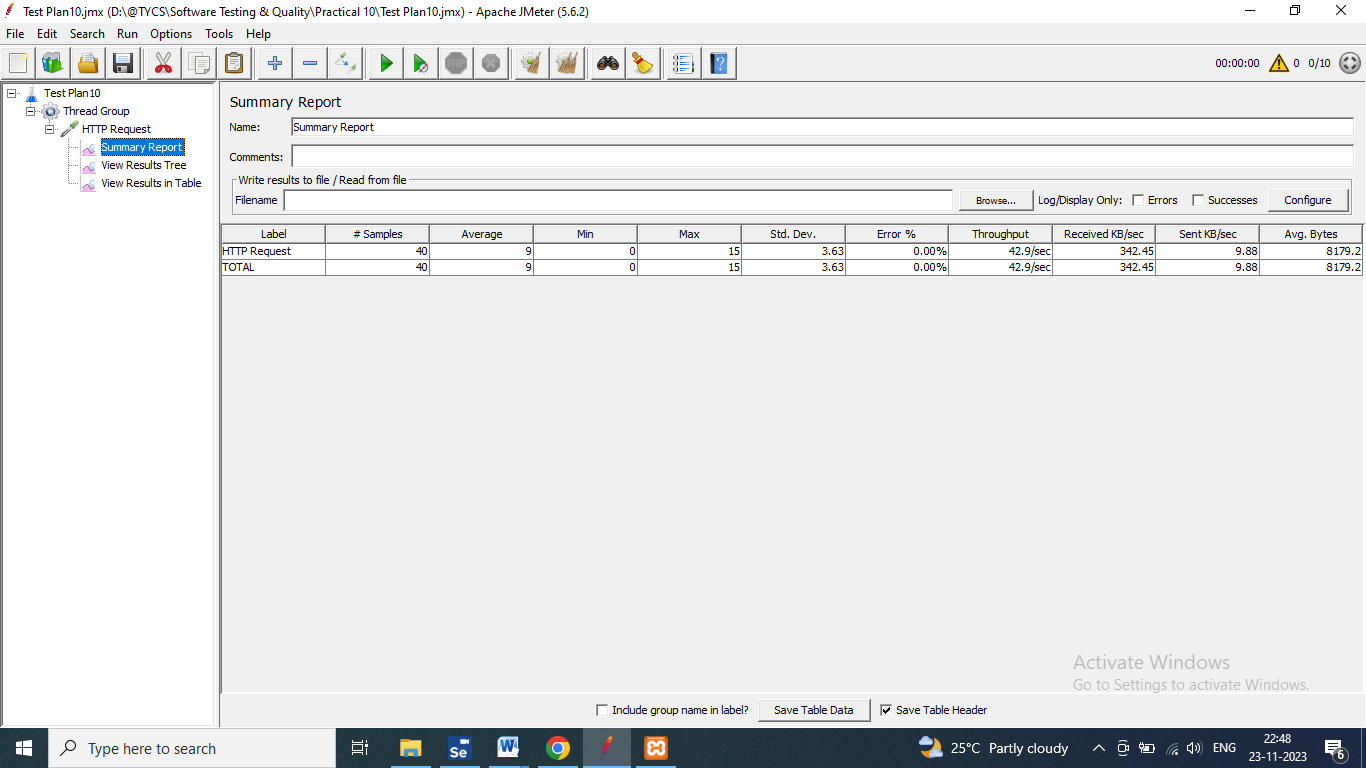 Test Plan10.jmx (D:\@TYCS\Software Testing & Quality\Practical 10\Test Plan10.jmx) - Apache JMeter (5.6.2)
File Edit Search Run Options Tools Help
STOP 00:00:00 0 0/10
Test Plan10
Thread Group
HTTP Request
Summary Report
View Results Tree
View Results in Table
Summary Report
Name: Summary Report
Comments:
Write results to file / Read from file
Filename Browse... Log/Display Only: Errors Successes Configure
Label # Samples Average Min Max Std. Dev. Error % Throughput Received KB/sec Sent KB/sec Avg. Bytes
HTTP Request 40 9 0 15 3.63 0.00% 42.9/sec 342.45 9.88 8179.2
TOTAL 40 9 0 15 3.63 0.00% 42.9/sec 342.45 9.88 8179.2
Activate Windows
Go to Settings to activate Windows.
Include group name in label? Save Table Data Save Table Header
Type here to search Se W 25°C Partly cloudy ENG 22:48
23-11-2023 6